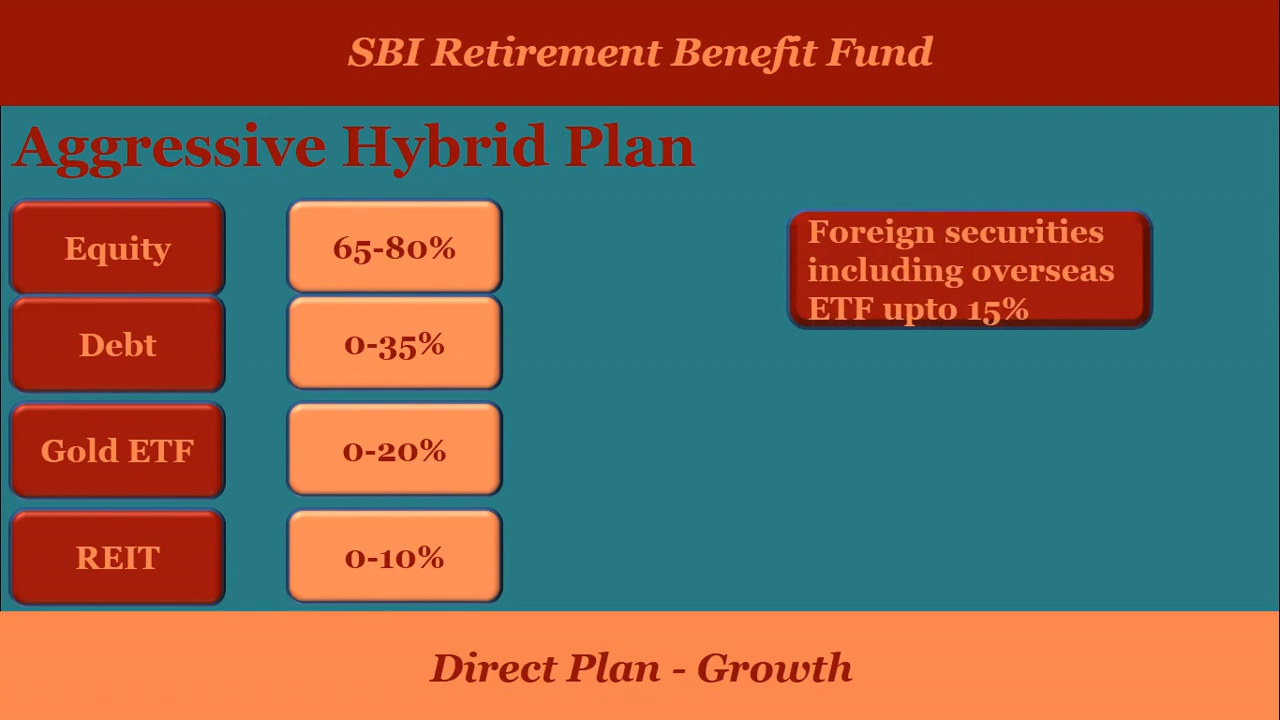 SBI Retirement Benefit Fund
Aggressive Hybrid Plan
Equity
65-80%
Debt
0-35%
Gold ETF
0-20%
REIT
0-10%
Foreign securities
including overseas
ETF upto 15%
Direct Plan - Growth